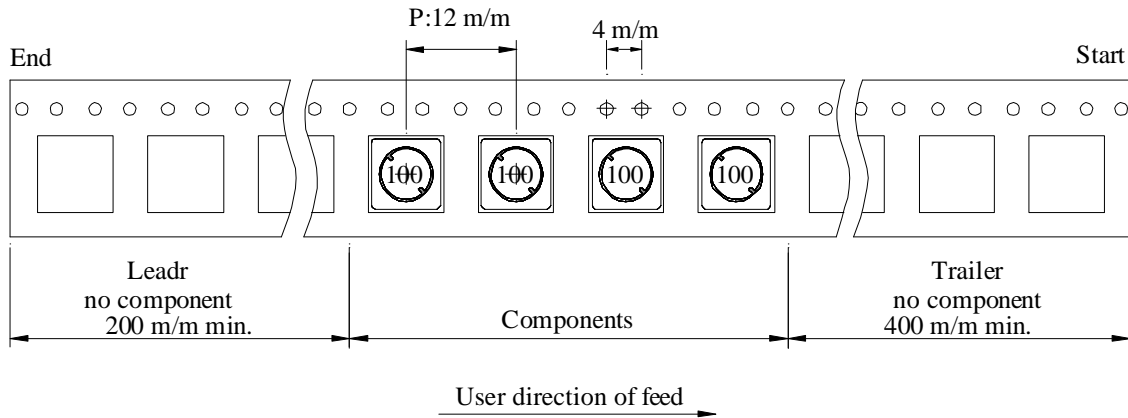 P:12 m/m
4 m/m
End
Start
100
100
100
100
Leadr
no component
200 m/m min.
Components
Trailer
no component
400 m/m min.
User direction of feed